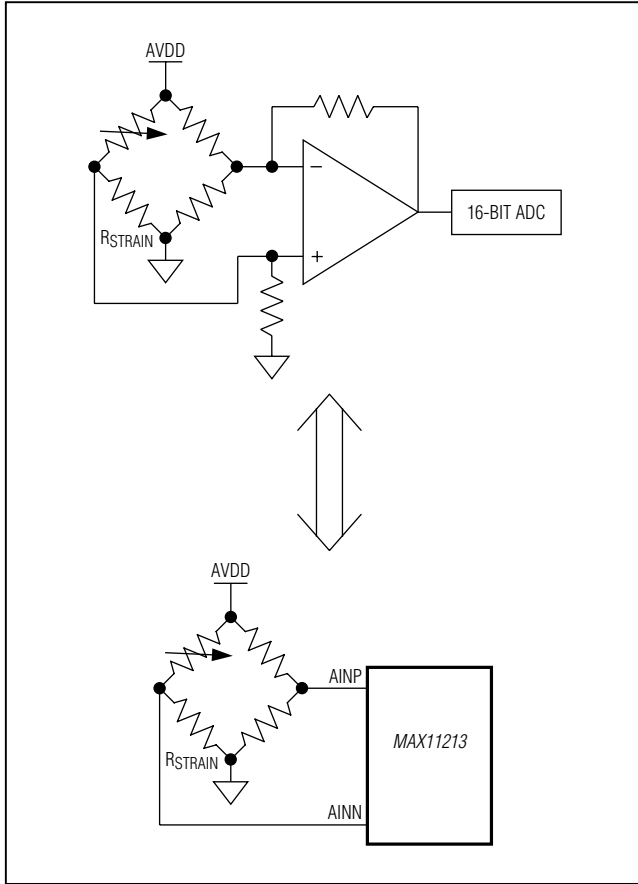 AVDD
−
+
16-BIT ADC
RSTRAIN
AVDD
AINP
MAX11213
RSTRAIN
AINN